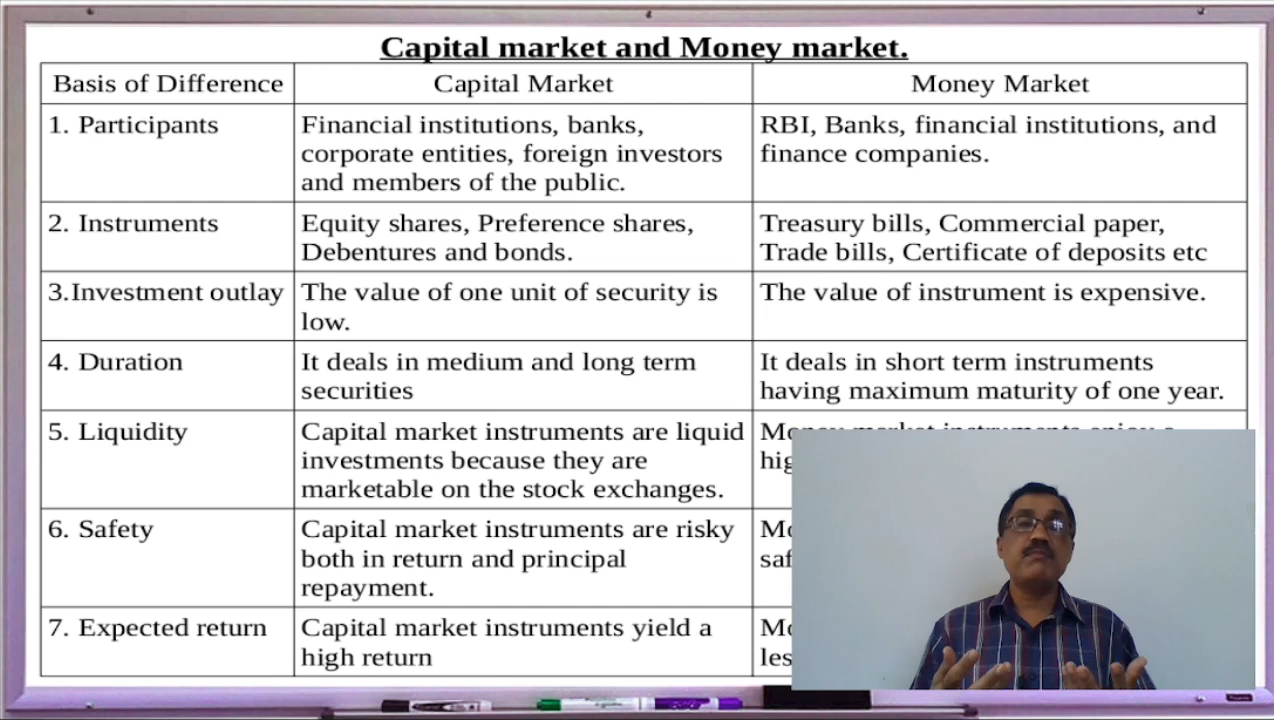 Capital market and Money market.
Basis of Difference
Capital Market
Money Market
1. Participants
Financial institutions, banks,
corporate entities, foreign investors
and members of the public.
RBI, Banks, financial institutions, and
finance companies.
2. Instruments
Equity shares, Preference shares,
Debentures and bonds.
Treasury bills, Commercial paper,
Trade bills, Certificate of deposits etc
3.Investment outlay
The value of one unit of security is
low.
The value of instrument is expensive.
4. Duration
It deals in medium and long term
securities
It deals in short term instruments
having maximum maturity of one year.
5. Liquidity
Capital market instruments are liquid
investments because they are
marketable on the stock exchanges.
Money market instruments enjoy a
6. Safety
Capital market instruments are risky
both in return and principal
repayment.
7. Expected return
Capital market instruments yield a
high return